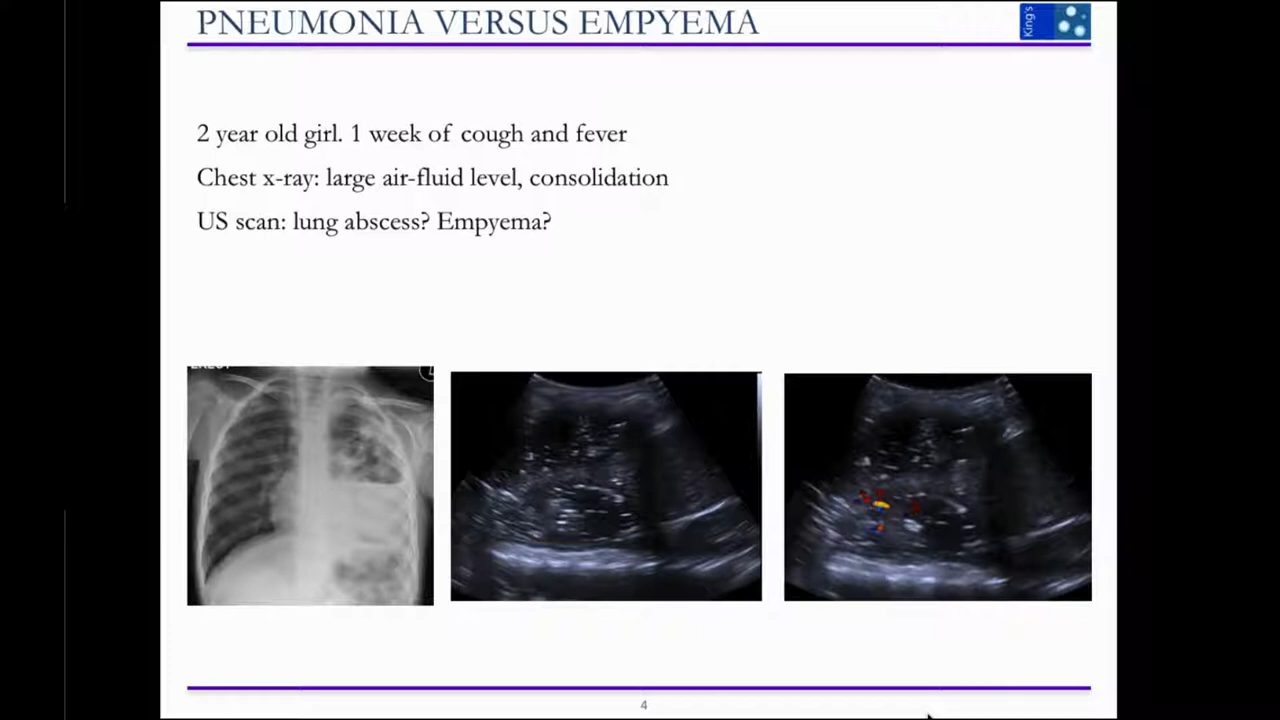 PNEUMONIA VERSUS EMPYEMA
King's
2 year old girl. 1 week of cough and fever
Chest x-ray: large air-fluid level, consolidation
US scan: lung abscess? Empyema?
4